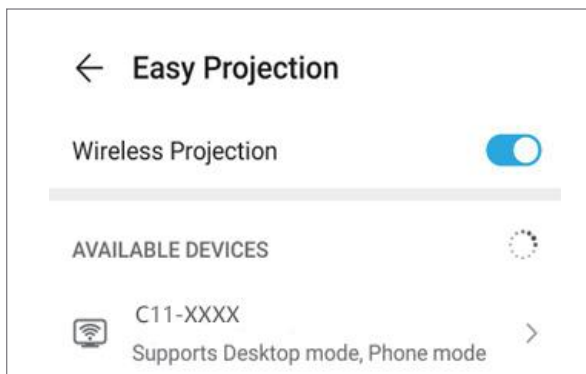 Easy Projection
Wireless Projection
AVAILABLE DEVICES
C11-XXXX
Supports Desktop mode, Phone mode